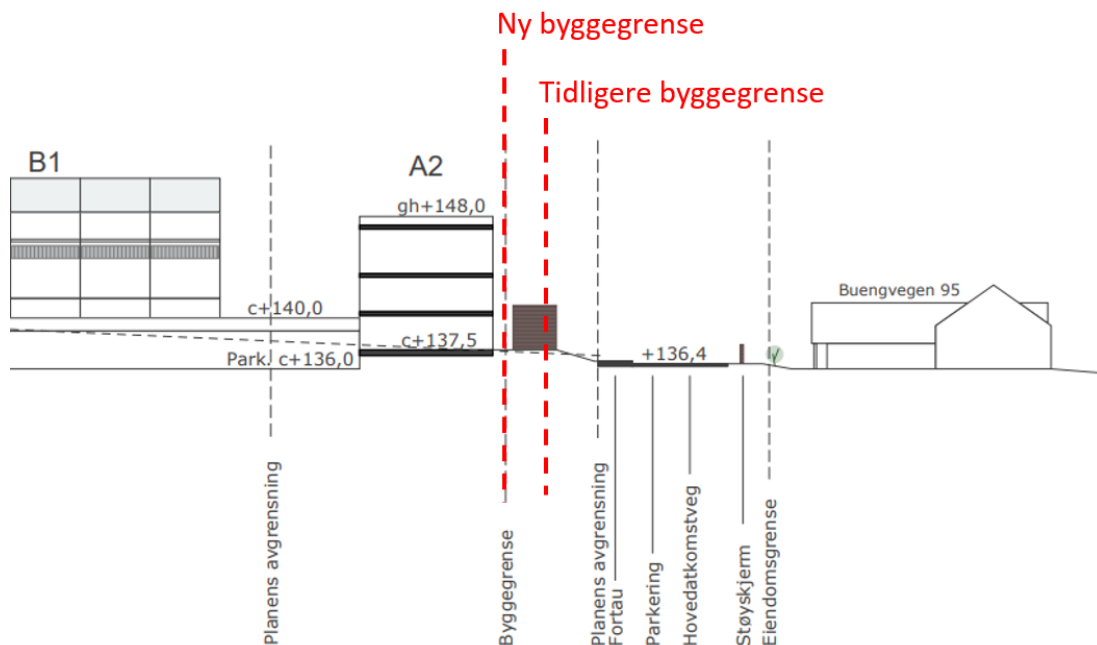 Ny byggegrense
Tidligere byggegrense
B1
A2
gh+148,0
c+140,0
c+137,5
Park. c+136,0
+136,4
Buengvegen 95
Planens avgrensning
Byggegrense
Planens avgrensning
Fortau
Parkering
Hovedatkomstveg
Støyskjerm
Eiendomsgrense